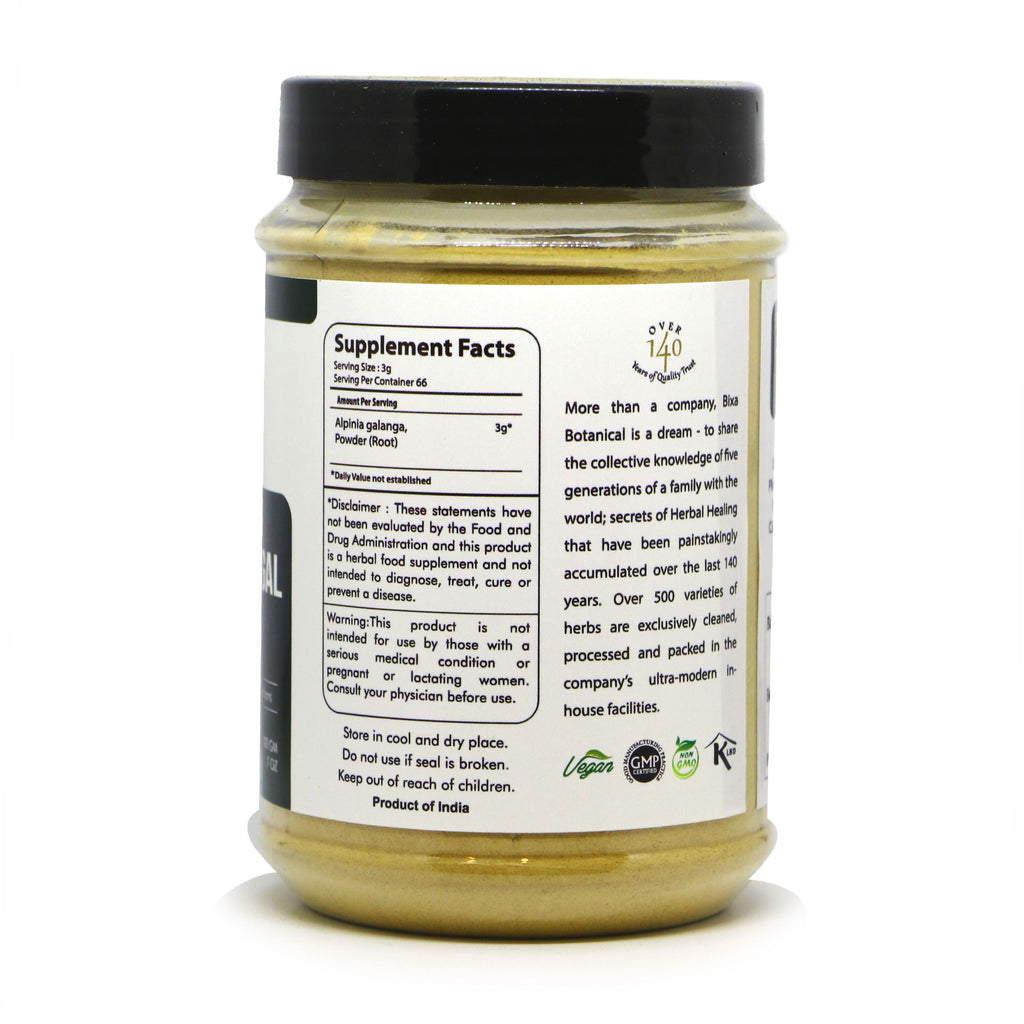 GAL
7 OZ
Supplement Facts
Serving Size : 3g
Serving Per Container 66
Amount Per Serving
Alpinia galanga, 3g*
Powder (Root)
*Daily Value not established
*Disclaimer : These statements have
not been evaluated by the Food and
Drug Administration and this product
is a herbal food supplement and not
intended to diagnose, treat, cure or
prevent a disease.
Warning:This product is not
intended for use by those with a
serious medical condition or
pregnant or lactating women.
Consult your physician before use.
Store in cool and dry place.
Do not use if seal is broken.
Keep out of reach of children.
Product of India
OVER
140
Years of Quality Trust
More than a company, Bixa
Botanical is a dream - to share
the collective knowledge of five
generations of a family with the
world; secrets of Herbal Healing
that have been painstakingly
accumulated over the last 140
years. Over 500 varieties of
herbs are exclusively cleaned,
processed and packed in the
company's ultra-modern in-
house facilities.
Vegan
GOOD MANUFACTURING PRACTICE
GMP
CERTIFIED
NON
GMO
K LBD